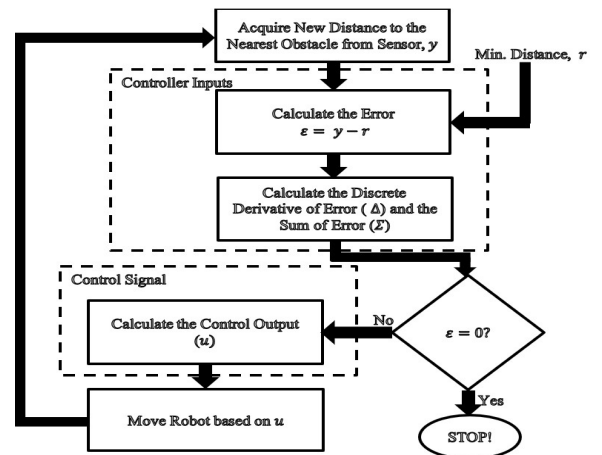 Acquire New Distance to the
Nearest Obstacle from Sensor, y
Min. Distance, r
Controller Inputs
Calculate the Error
ε = y − r
Calculate the Discrete
Derivative of Error ( Δ) and the
Sum of Error (Σ)
Control Signal
Calculate the Control Output
(u)
No
ε = 0?
Move Robot based on u
Yes
STOP!